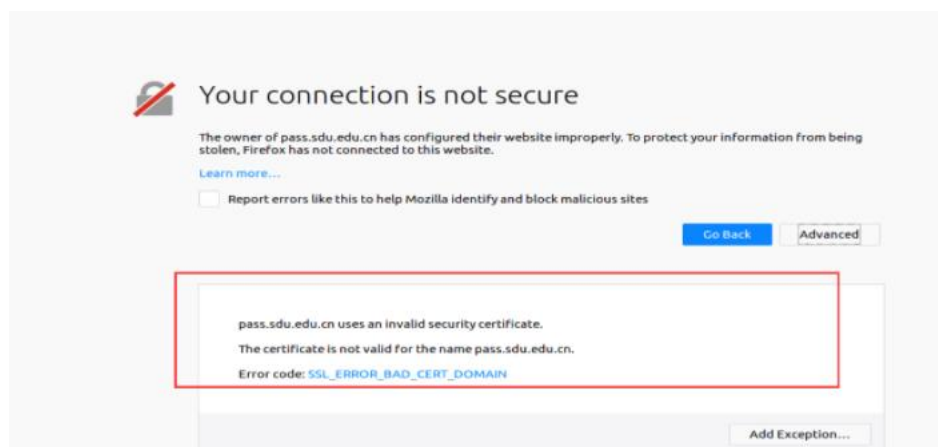 Your connection is not secure
The owner of pass.sdu.edu.cn has configured their website improperly. To protect your information from being
stolen, Firefox has not connected to this website.
Learn more...
Report errors like this to help Mozilla identify and block malicious sites
Go Back Advanced
pass.sdu.edu.cn uses an invalid security certificate.
The certificate is not valid for the name pass.sdu.edu.cn.
Error code: SSL_ERROR_BAD_CERT_DOMAIN
Add Exception...